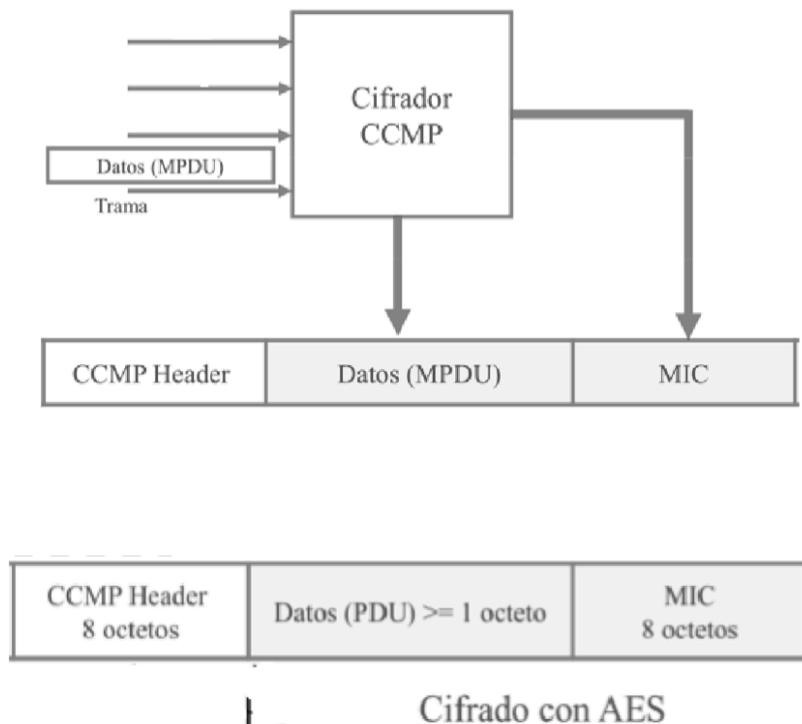 Cifrador
CCMP
Datos (MPDU)
Trama
CCMP Header
Datos (MPDU)
MIC
CCMP Header
8 octetos
Datos (PDU) >= 1 octeto
MIC
8 octetos
Cifrado con AES